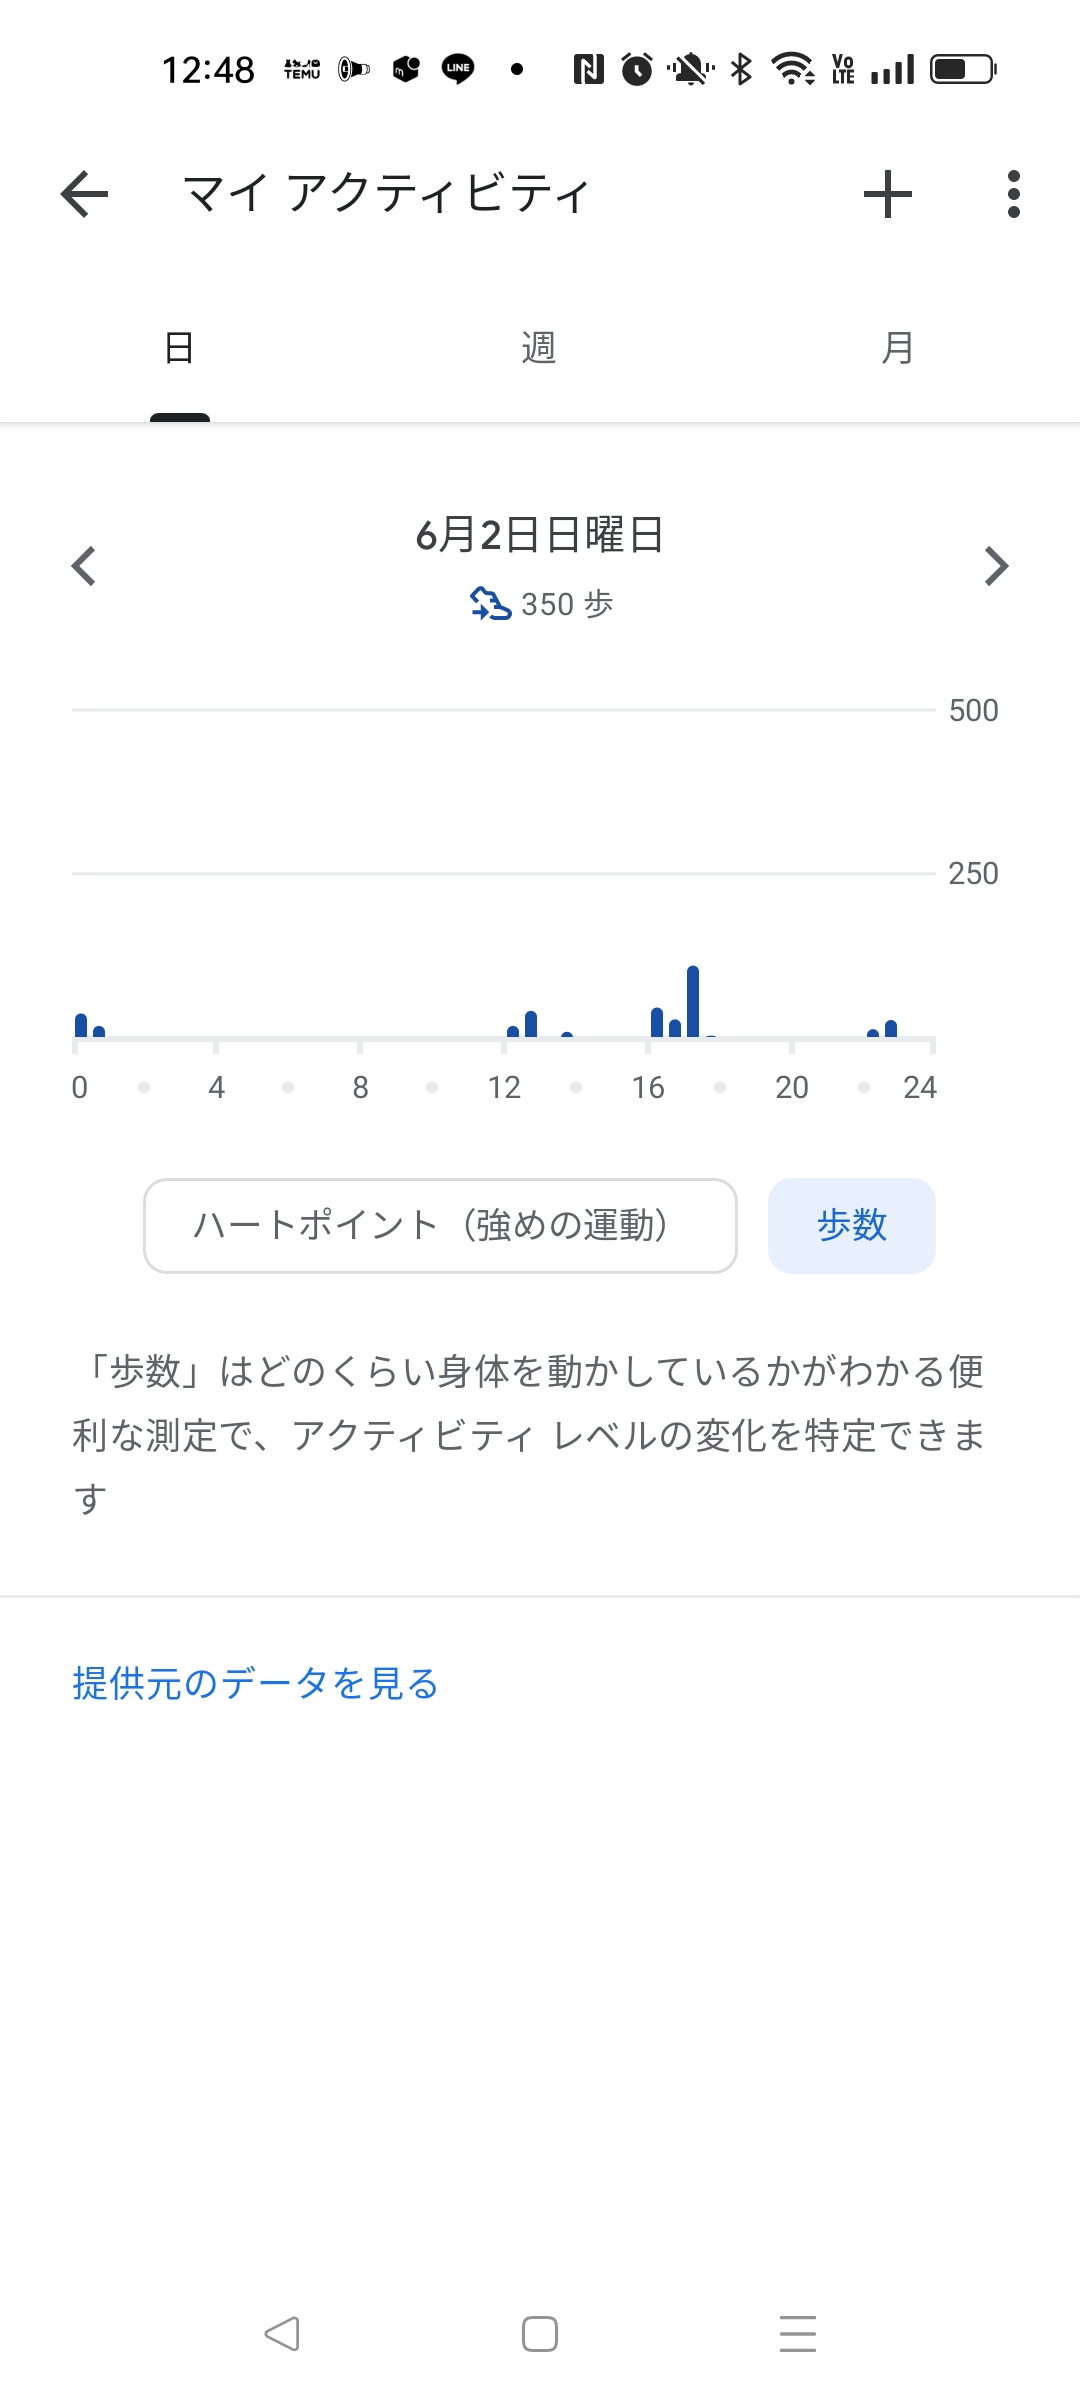 12:48 TEMU m LINE Vo LTE
マイ アクティビティ
日 週 月
6月2日日曜日
350 歩
500
250
0 4 8 12 16 20 24
ハートポイント（強めの運動） 歩数
「歩数」はどのくらい身体を動かしているかがわかる便
利な測定で、アクティビティ レベルの変化を特定できま
す
提供元のデータを見る